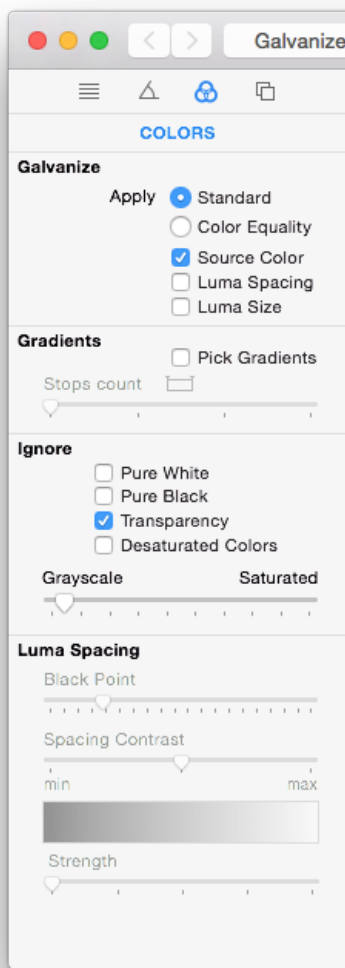 Galvanize
COLORS
Galvanize
Apply Standard
Color Equality
Source Color
Luma Spacing
Luma Size
Gradients
Pick Gradients
Stops count
Ignore
Pure White
Pure Black
Transparency
Desaturated Colors
Grayscale Saturated
Luma Spacing
Black Point
Spacing Contrast
min max
Strength